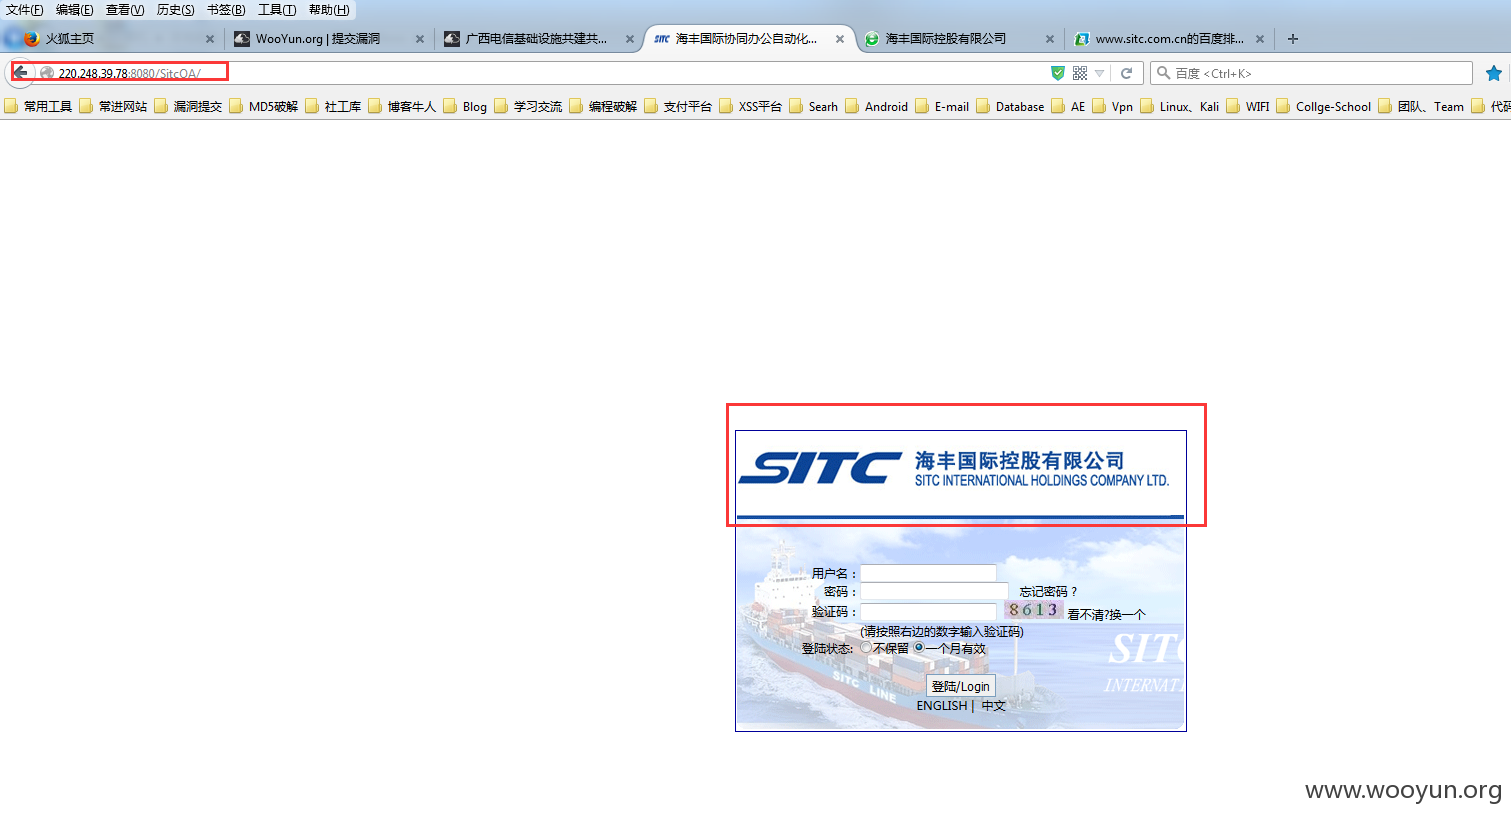 文件(F) 编辑(E) 查看(V) 历史(S) 书签(B) 工具(T) 帮助(H)
火狐主页 WooYun.org | 提交漏洞 广西电信基础设施共建共... SITC 海丰国际协同办公自动化... 海丰国际控股有限公司 www.sitc.com.cn的百度排...
220.248.39.78:8080/SitcOA/ 百度 <Ctrl+K>
常用工具 常进网站 漏洞提交 MD5破解 社工库 博客牛人 Blog 学习交流 编程破解 支付平台 XSS平台 Searh Android E-mail Database AE Vpn Linux、Kali WIFI Collge-School 团队、Team 代码
SITC 海丰国际控股有限公司
SITC INTERNATIONAL HOLDINGS COMPANY LTD.
用户名：
密码： 忘记密码？
验证码： 8613 看不清?换一个
(请按照右边的数字输入验证码)
登陆状态: 不保留 一个月有效
SITC LINE
SITC
INTERNAT
登陆/Login
ENGLISH | 中文
www.wooyun.org